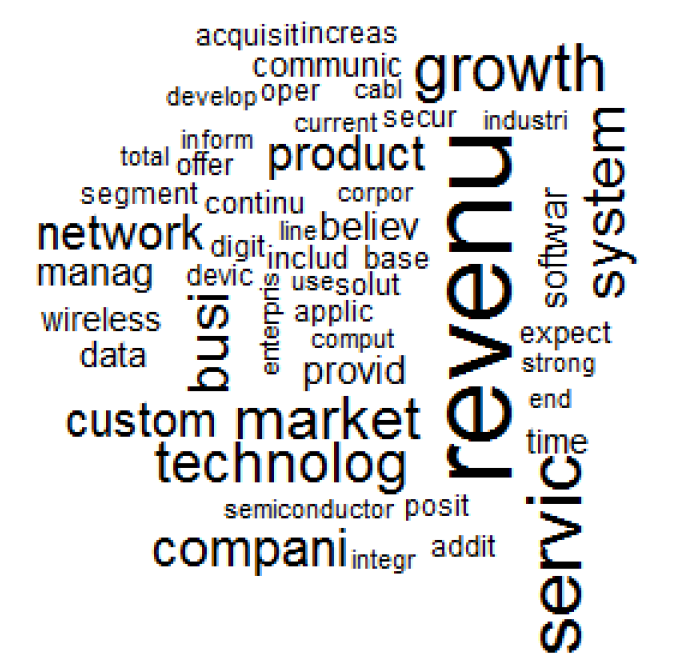 acquisit increas
communic growth
develop oper cabl
current secur industri
inform
total offer product
system
revenu
segment continu corpor
softwar
network digit line believ
includ base
manag devic use solut
enterpris
busi
wireless applic
expect
data comput
provid strong
end
custom market
time
technolog
servic
semiconductor posit
compani integr addit